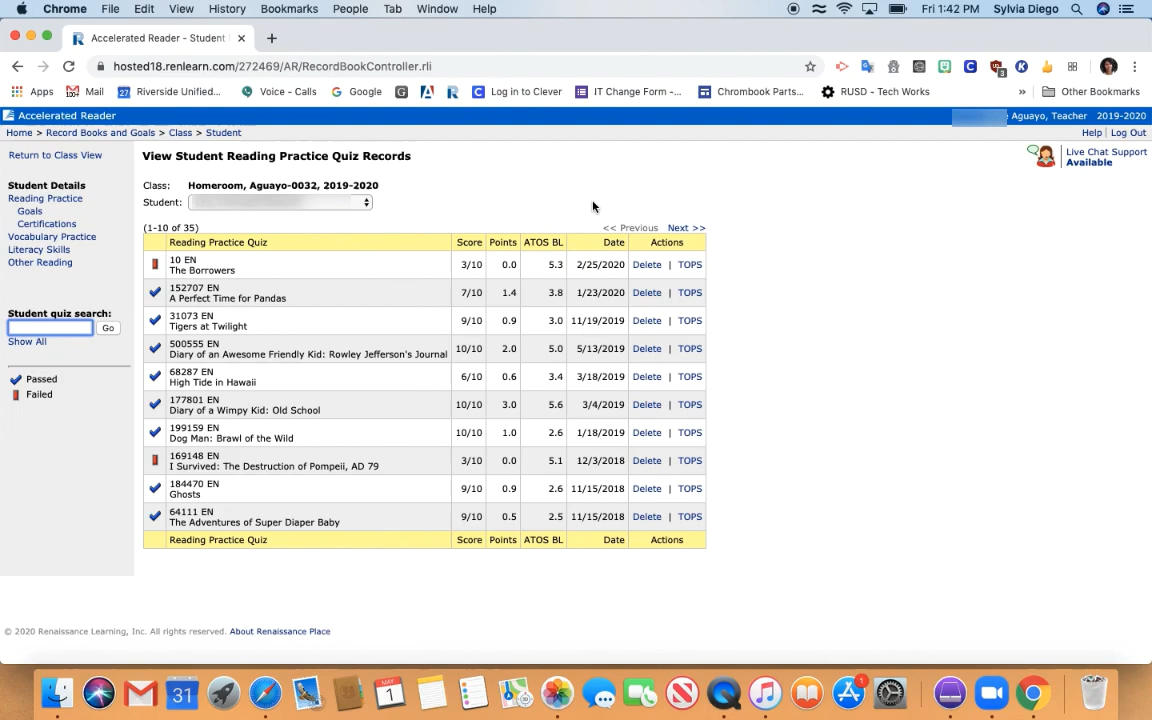 Chrome File Edit View History Bookmarks People Tab Window Help Fri 1:42 PM Sylvia Diego
Accelerated Reader - Student
hosted18.renlearn.com/272469/AR/RecordBookController.rli
Apps Mail Riverside Unified... Voice - Calls Google Log in to Clever IT Change Form -... Chrombook Parts... RUSD - Tech Works » Other Bookmarks
Accelerated Reader Aguayo, Teacher 2019-2020
Home > Record Books and Goals > Class > Student Help | Log Out
Return to Class View
View Student Reading Practice Quiz Records
Live Chat Support
Available
Student Details
Reading Practice
Goals
Certifications
Vocabulary Practice
Literacy Skills
Other Reading
Student quiz search:
Go
Show All
Passed
Failed
Class: Homeroom, Aguayo-0032, 2019-2020
Student:
(1-10 of 35) << Previous Next >>
Reading Practice Quiz Score Points ATOS BL Date Actions
10 EN
The Borrowers 3/10 0.0 5.3 2/25/2020 Delete | TOPS
152707 EN
A Perfect Time for Pandas 7/10 1.4 3.8 1/23/2020 Delete | TOPS
31073 EN
Tigers at Twilight 9/10 0.9 3.0 11/19/2019 Delete | TOPS
500555 EN
Diary of an Awesome Friendly Kid: Rowley Jefferson's Journal 10/10 2.0 5.0 5/13/2019 Delete | TOPS
68287 EN
High Tide in Hawaii 6/10 0.6 3.4 3/18/2019 Delete | TOPS
177801 EN
Diary of a Wimpy Kid: Old School 10/10 3.0 5.6 3/4/2019 Delete | TOPS
199159 EN
Dog Man: Brawl of the Wild 10/10 1.0 2.6 1/18/2019 Delete | TOPS
169148 EN
I Survived: The Destruction of Pompeii, AD 79 3/10 0.0 5.1 12/3/2018 Delete | TOPS
184470 EN
Ghosts 9/10 0.9 2.6 11/15/2018 Delete | TOPS
64111 EN
The Adventures of Super Diaper Baby 9/10 0.5 2.5 11/15/2018 Delete | TOPS
Reading Practice Quiz Score Points ATOS BL Date Actions
© 2020 Renaissance Learning, Inc. All rights reserved. About Renaissance Place